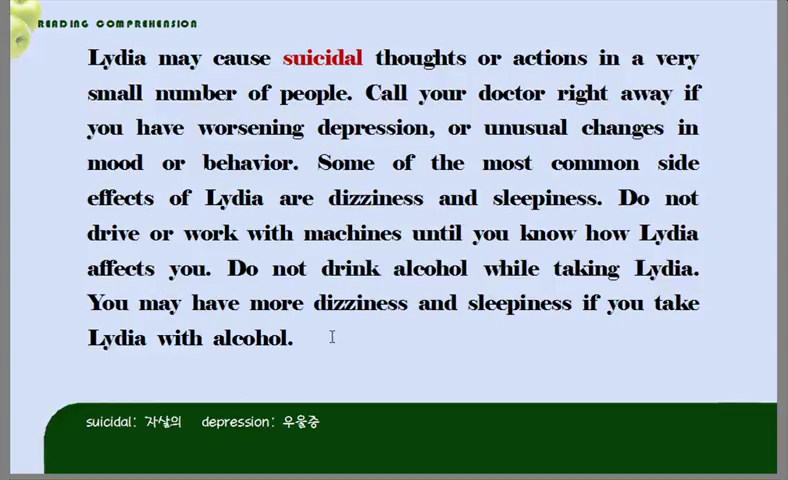 READING COMPREHENSION
Lydia may cause suicidal thoughts or actions in a very
small number of people. Call your doctor right away if
you have worsening depression, or unusual changes in
mood or behavior. Some of the most common side
effects of Lydia are dizziness and sleepiness. Do not
drive or work with machines until you know how Lydia
affects you. Do not drink alcohol while taking Lydia.
You may have more dizziness and sleepiness if you take
Lydia with alcohol.
suicidal: 자살의 depression: 우울증